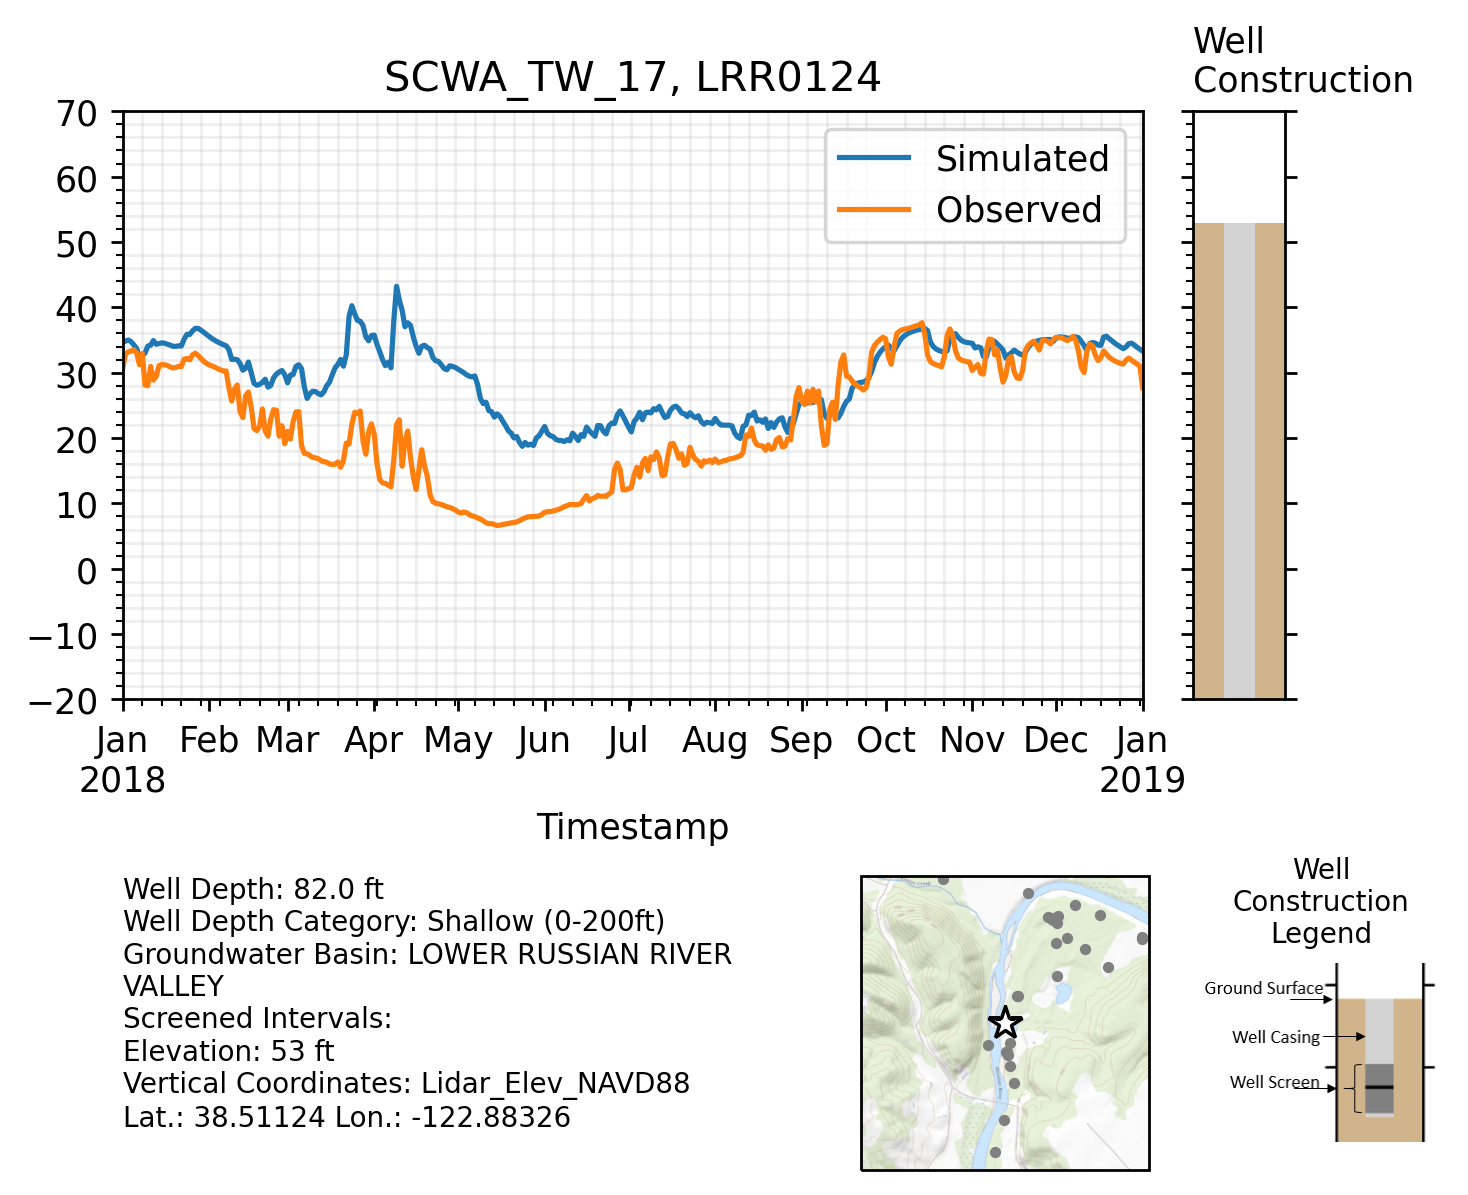 SCWA_TW_17, LRR0124
Well
Construction
70
60
50
40
30
20
10
0
−10
−20
Simulated
Observed
Jan Feb Mar Apr May Jun Jul Aug Sep Oct Nov Dec Jan
2018 2019
Timestamp
Well Depth: 82.0 ft
Well Depth Category: Shallow (0-200ft)
Groundwater Basin: LOWER RUSSIAN RIVER
VALLEY
Screened Intervals:
Elevation: 53 ft
Vertical Coordinates: Lidar_Elev_NAVD88
Lat.: 38.51124 Lon.: -122.88326
Well
Construction
Legend
Ground Surface
Well Casing
Well Screen